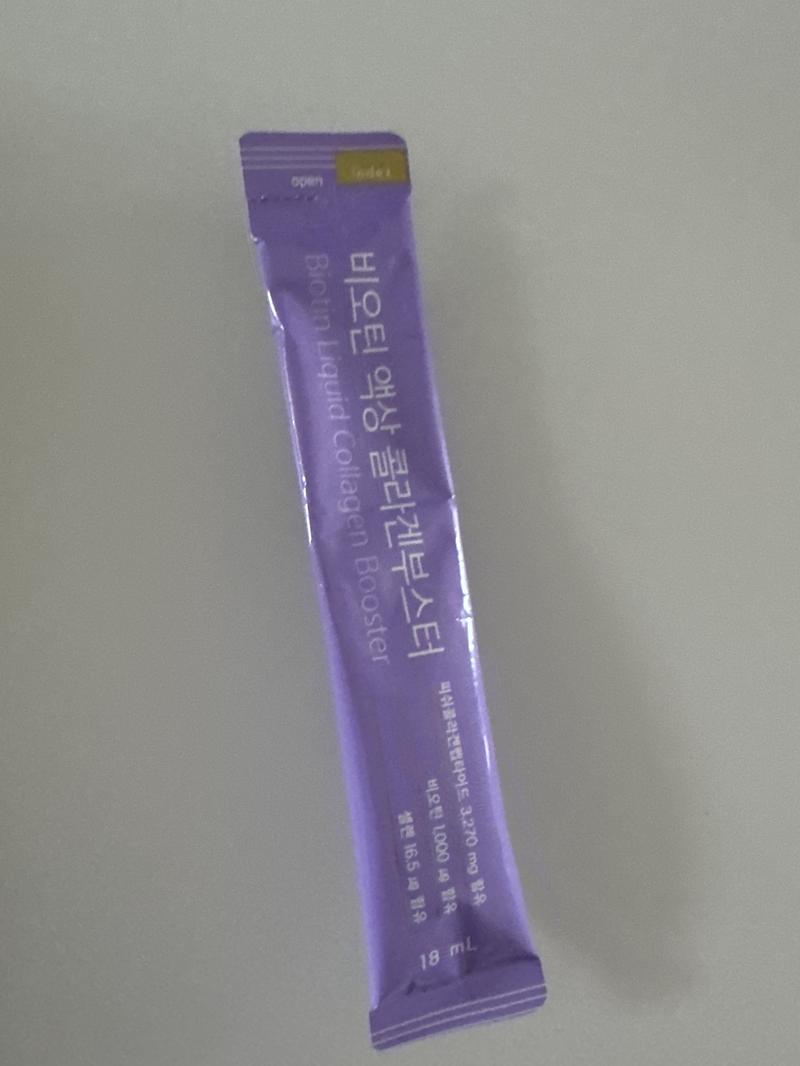 open
비오틴 액상 콜라겐부스터
Biotin Liquid Collagen Booster
피쉬콜라겐펩타이드 3,270 mg 함유
비오틴 1,000 ㎍ 함유
셀렌 16.5 ㎍ 함유
18 mL